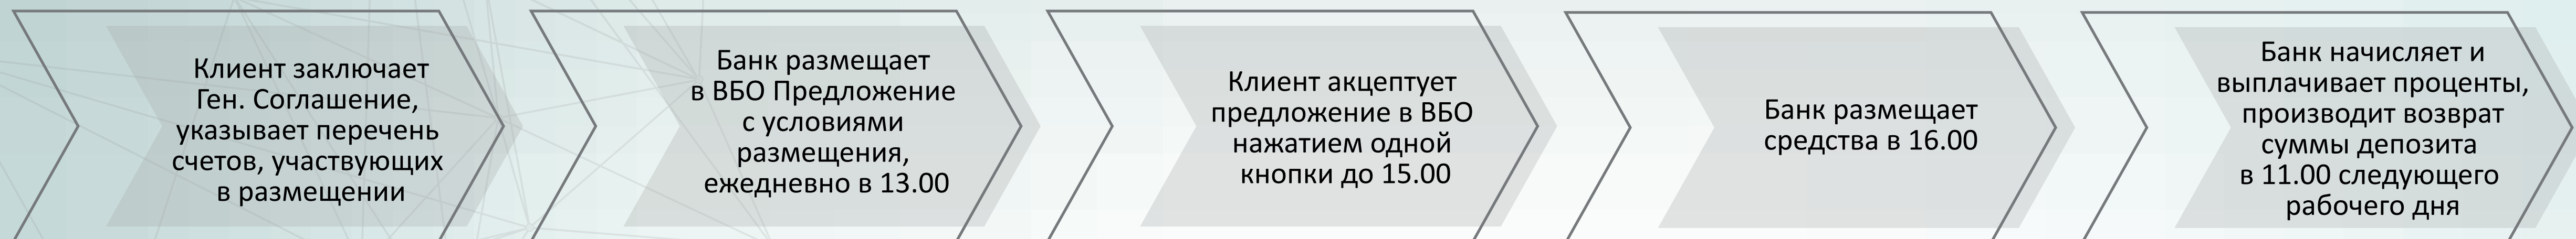 Клиент заключает
Ген. Соглашение,
указывает перечень
счетов, участвующих
в размещении
Банк размещает
в ВБО Предложение
с условиями
размещения,
ежедневно в 13.00
Клиент акцептует
предложение в ВБО
нажатием одной
кнопки до 15.00
Банк размещает
средства в 16.00
Банк начисляет и
выплачивает проценты,
производит возврат
суммы депозита
в 11.00 следующего
рабочего дня